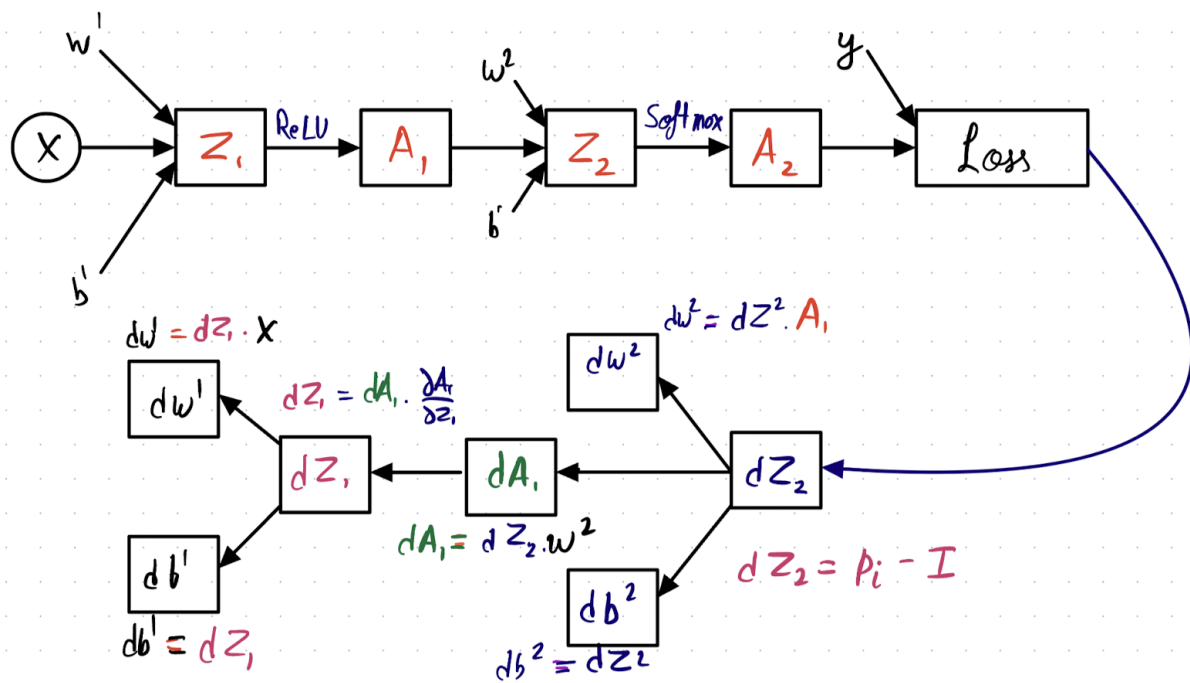 w¹
X
b¹
Z₁
ReLU
A₁
w²
b¹
Z₂
Softmax
A₂
y
Loss
dw¹ = dZ₁ · X
dw¹
dZ₁ = dA₁ · ∂A₁/∂Z₁
dZ₁
db¹
db¹ = dZ₁
dA₁
dA₁ = dZ₂ · w²
dw² = dZ² · A₁
dw²
dZ₂
dZ₂ = pᵢ - I
db²
db² = dZ2